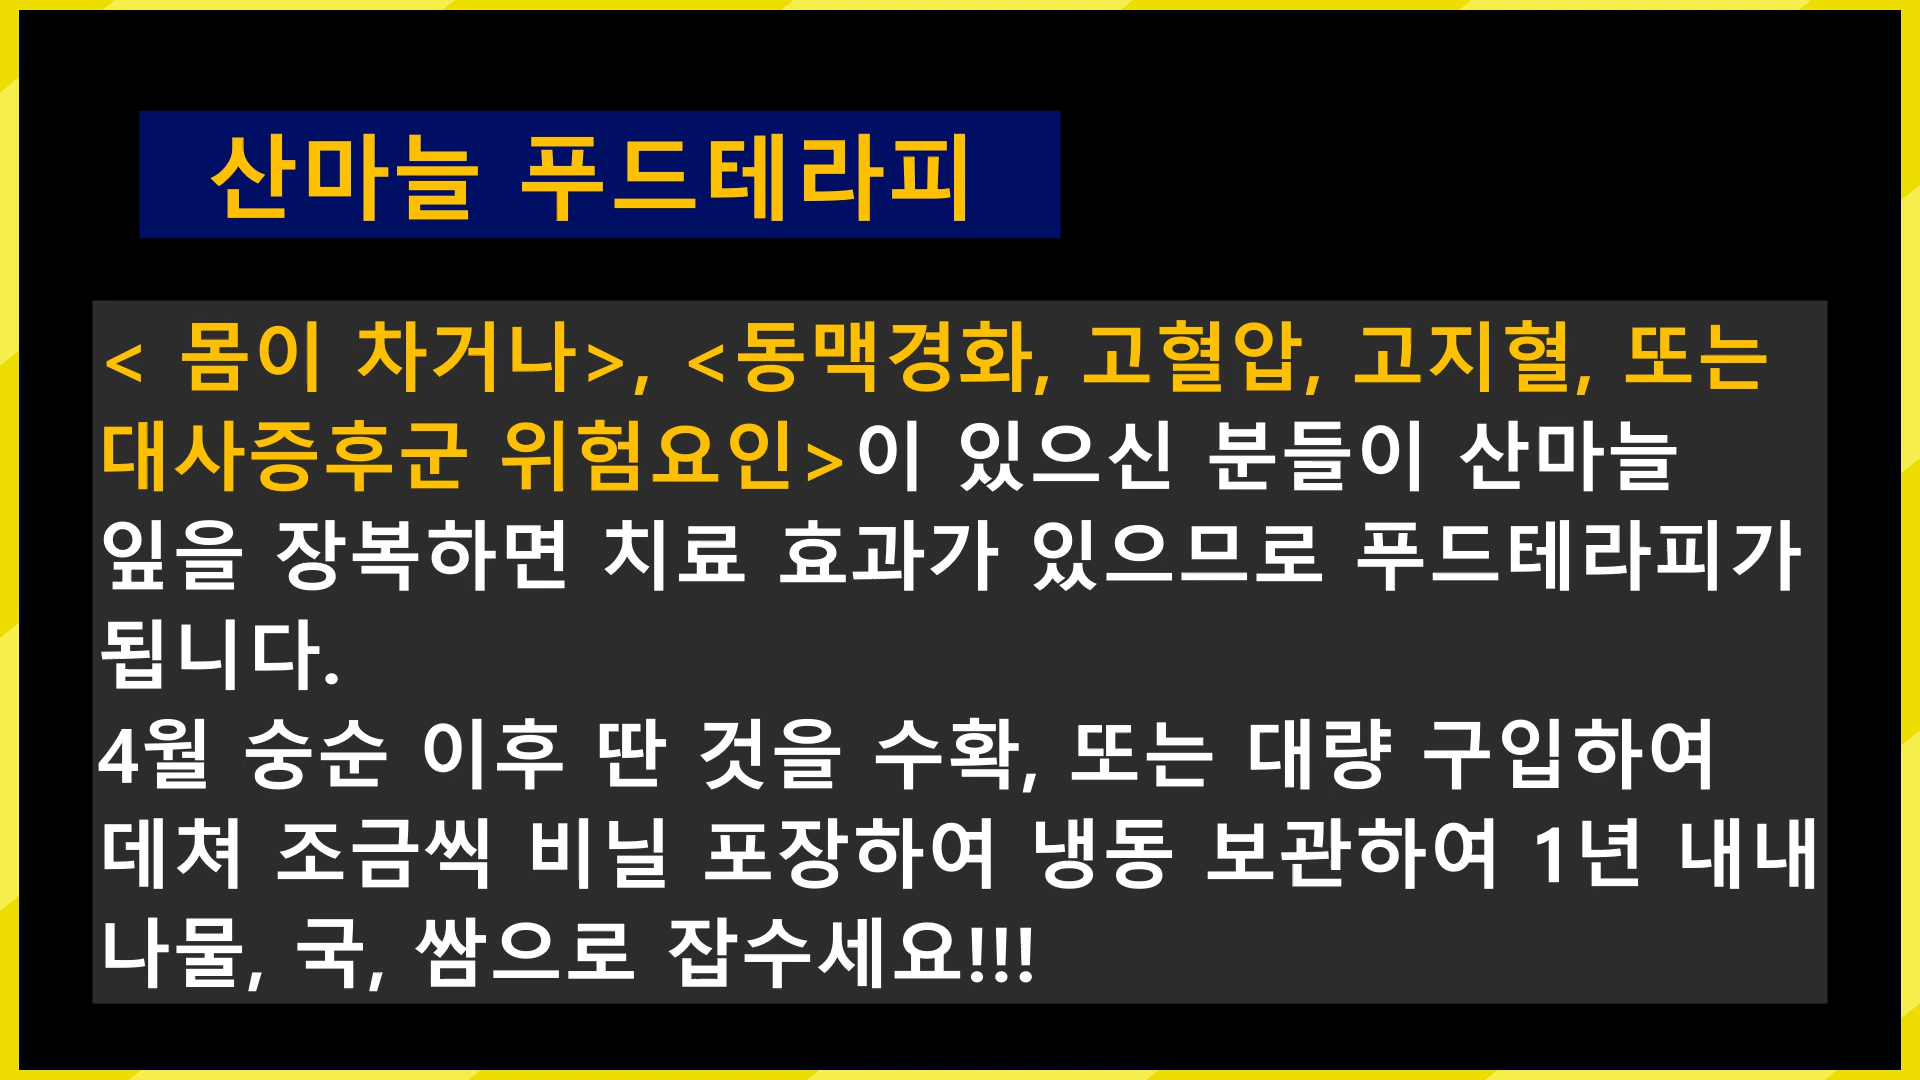 산마늘 푸드테라피
< 몸이 차거나>, <동맥경화, 고혈압, 고지혈, 또는
대사증후군 위험요인>이 있으신 분들이 산마늘
잎을 장복하면 치료 효과가 있으므로 푸드테라피가
됩니다.
4월 숭순 이후 딴 것을 수확, 또는 대량 구입하여
데쳐 조금씩 비닐 포장하여 냉동 보관하여 1년 내내
나물, 국, 쌈으로 잡수세요!!!